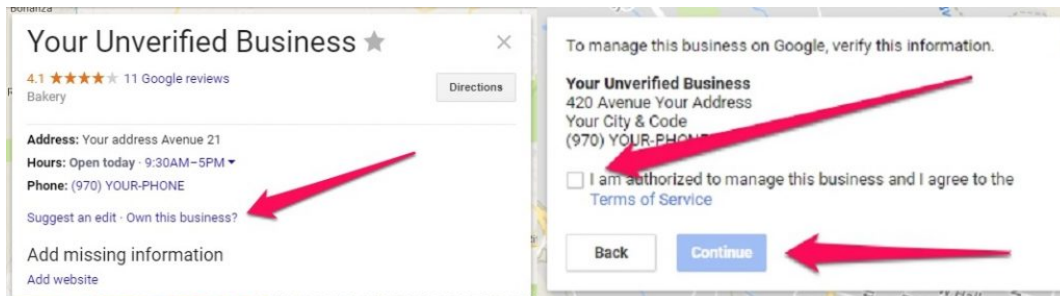 Bonanza
Your Unverified Business
4.1 11 Google reviews
Bakery
Directions
Address: Your address Avenue 21
Hours: Open today · 9:30AM–5PM
Phone: (970) YOUR-PHONE
Suggest an edit · Own this business?
Add missing information
Add website
To manage this business on Google, verify this information.
Your Unverified Business
420 Avenue Your Address
Your City & Code
(970) YOUR-PHONE
I am authorized to manage this business and I agree to the
Terms of Service
Back
Continue